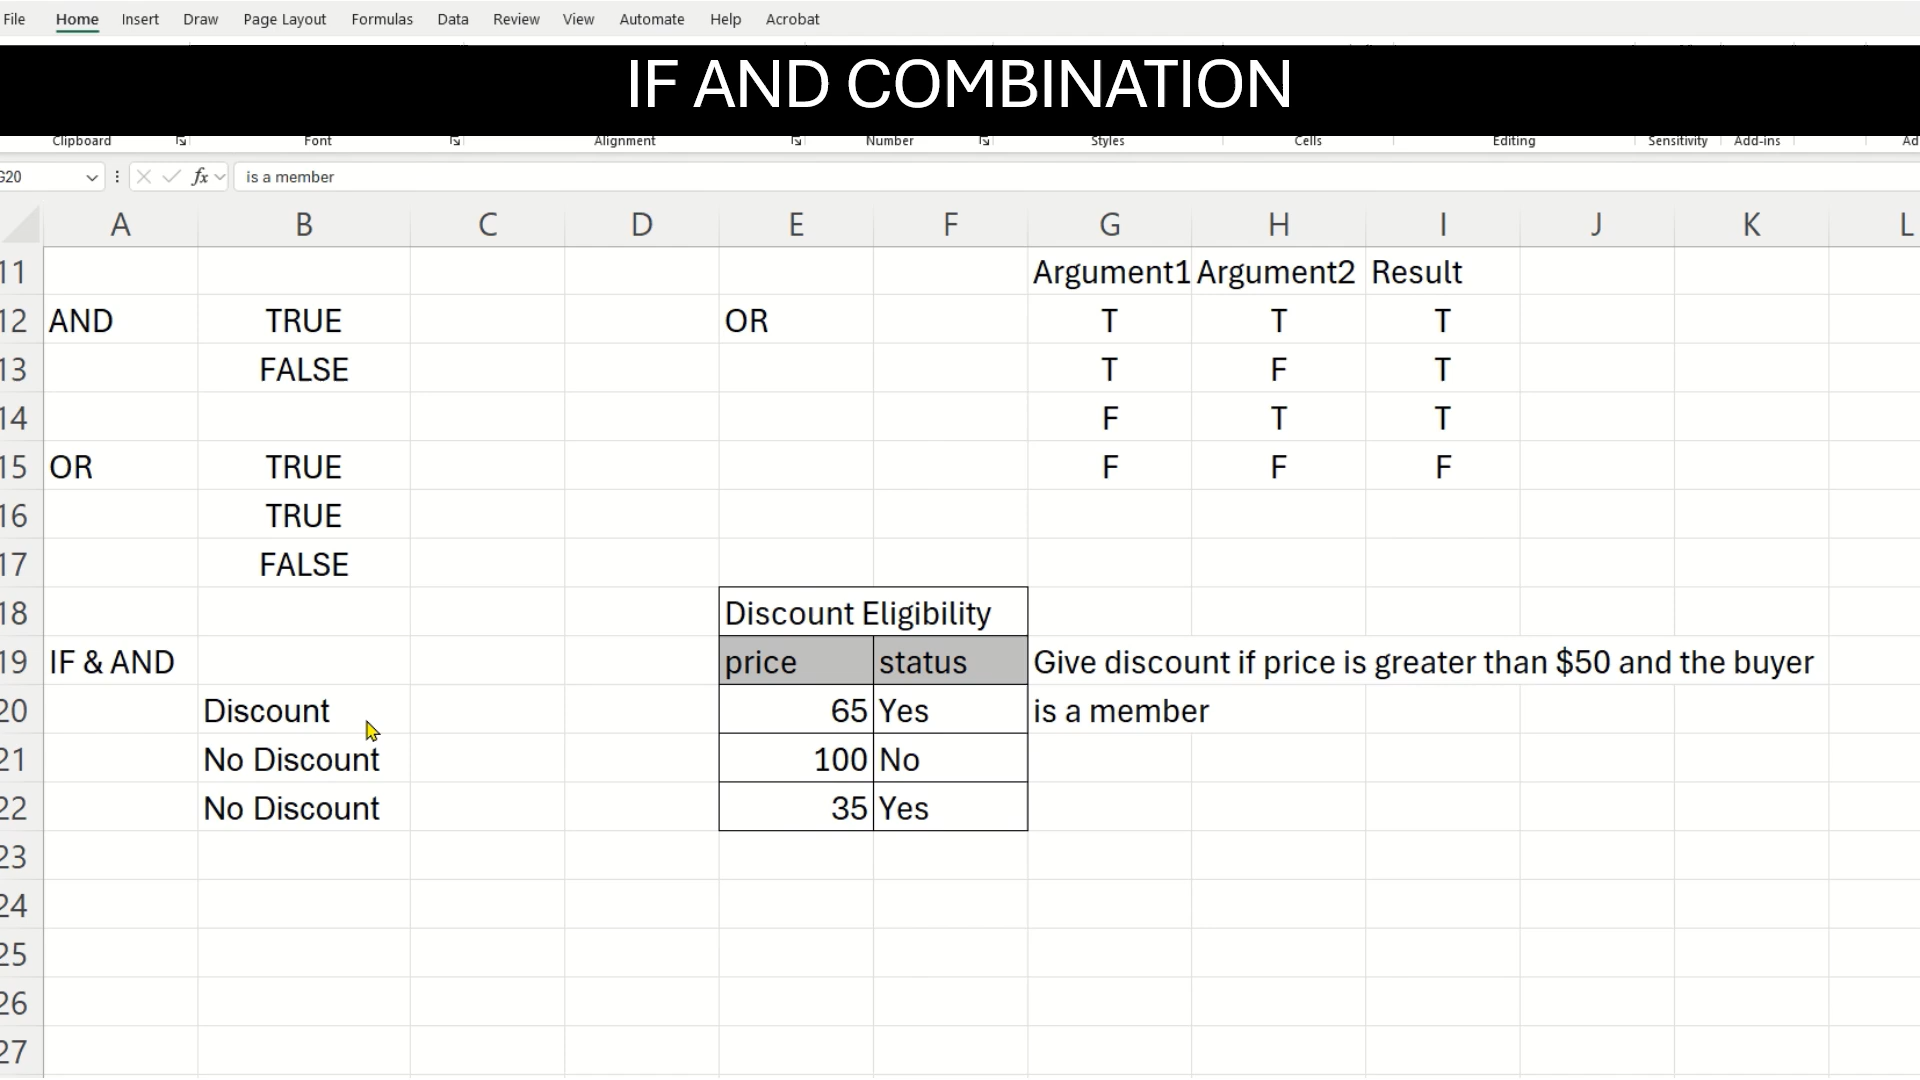 File Home Insert Draw Page Layout Formulas Data Review View Automate Help Acrobat
IF AND COMBINATION
Clipboard Font Alignment Number Styles Cells Editing Sensitivity Add-ins
G20 fx is a member
A B C D E F G H I J K L
11 Argument1 Argument2 Result
12 AND TRUE OR T T T
13 FALSE T F T
14 F T T
15 OR TRUE F F F
16 TRUE
17 FALSE
18 Discount Eligibility
19 IF & AND price status Give discount if price is greater than $50 and the buyer
20 Discount 65 Yes is a member
21 No Discount 100 No
22 No Discount 35 Yes
23
24
25
26
27